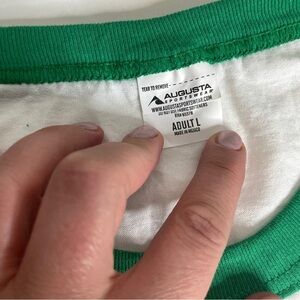 TEAR TO REMOVE
AUGUSTA
SPORTSWEAR
WWW.AUGUSTASPORTSWEAR.COM
ADULT L
MADE IN MEXICO